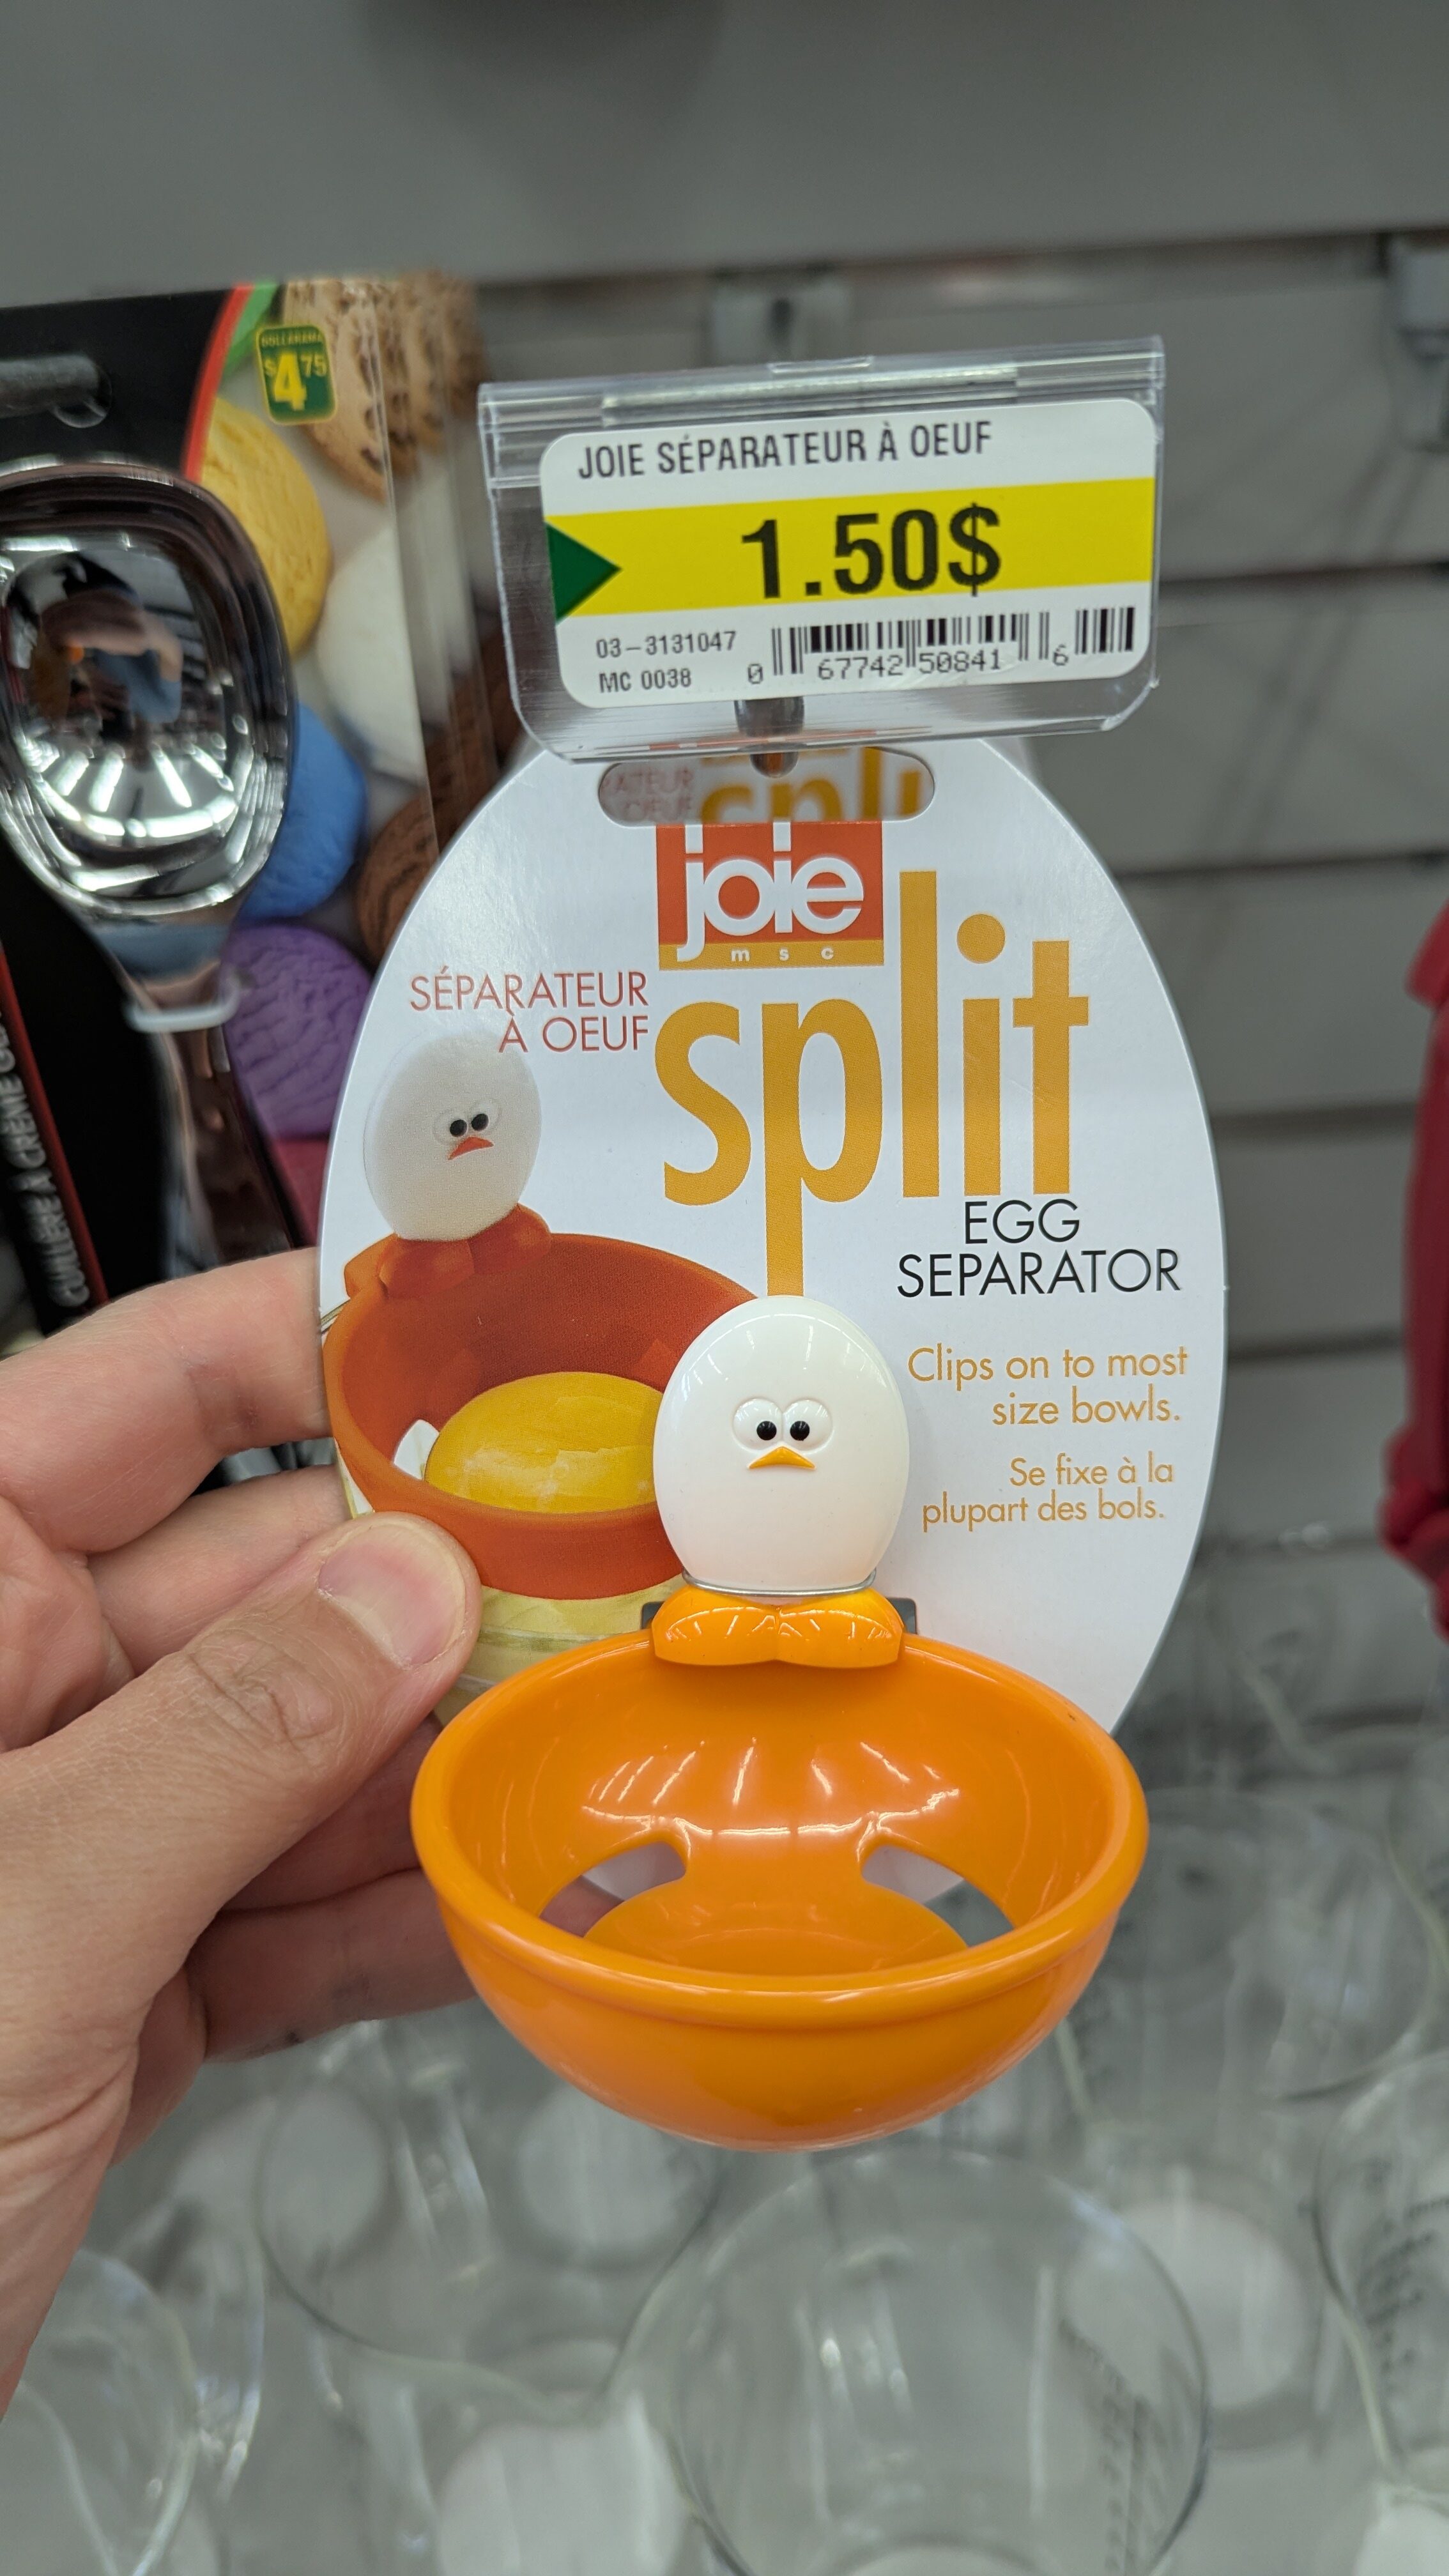 DOLLARAMA
$4.75
JOIE SÉPARATEUR À OEUF
1.50$
03-3131047
MC 0038
0 67742 50841 6
joie
msc
SÉPARATEUR
À OEUF
split
EGG
SEPARATOR
Clips on to most
size bowls.
Se fixe à la
plupart des bols.
CUILLÈRE À CRÈME GL